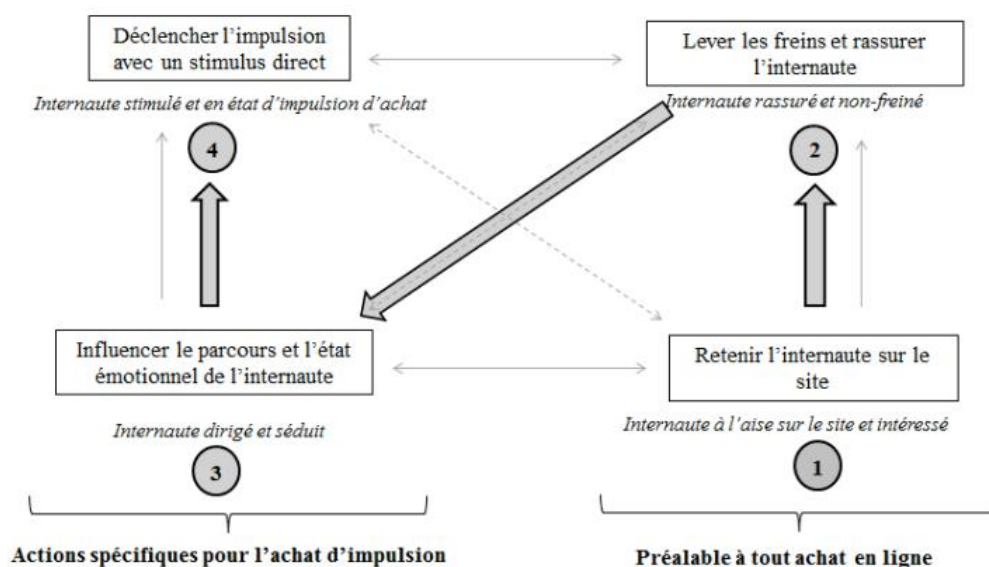 Déclencher l'impulsion
avec un stimulus direct
Internaute stimulé et en état d'impulsion d'achat
4
Lever les freins et rassurer
l'internaute
Internaute rassuré et non-freiné
2
Influencer le parcours et l'état
émotionnel de l'internaute
Internaute dirigé et séduit
3
Retenir l'internaute sur le
site
Internaute à l'aise sur le site et intéressé
1
Actions spécifiques pour l'achat d'impulsion
Préalable à tout achat en ligne